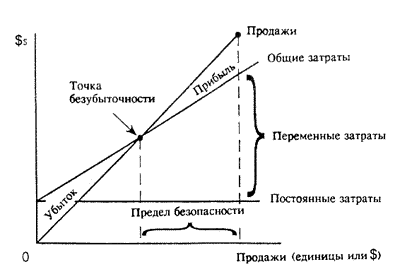 $s
Продажи
Общие затраты
Точка
безубыточности
Прибыль
Переменные затраты
Убыток
Постоянные затраты
Предел безопасности
0
Продажи (единицы или $)